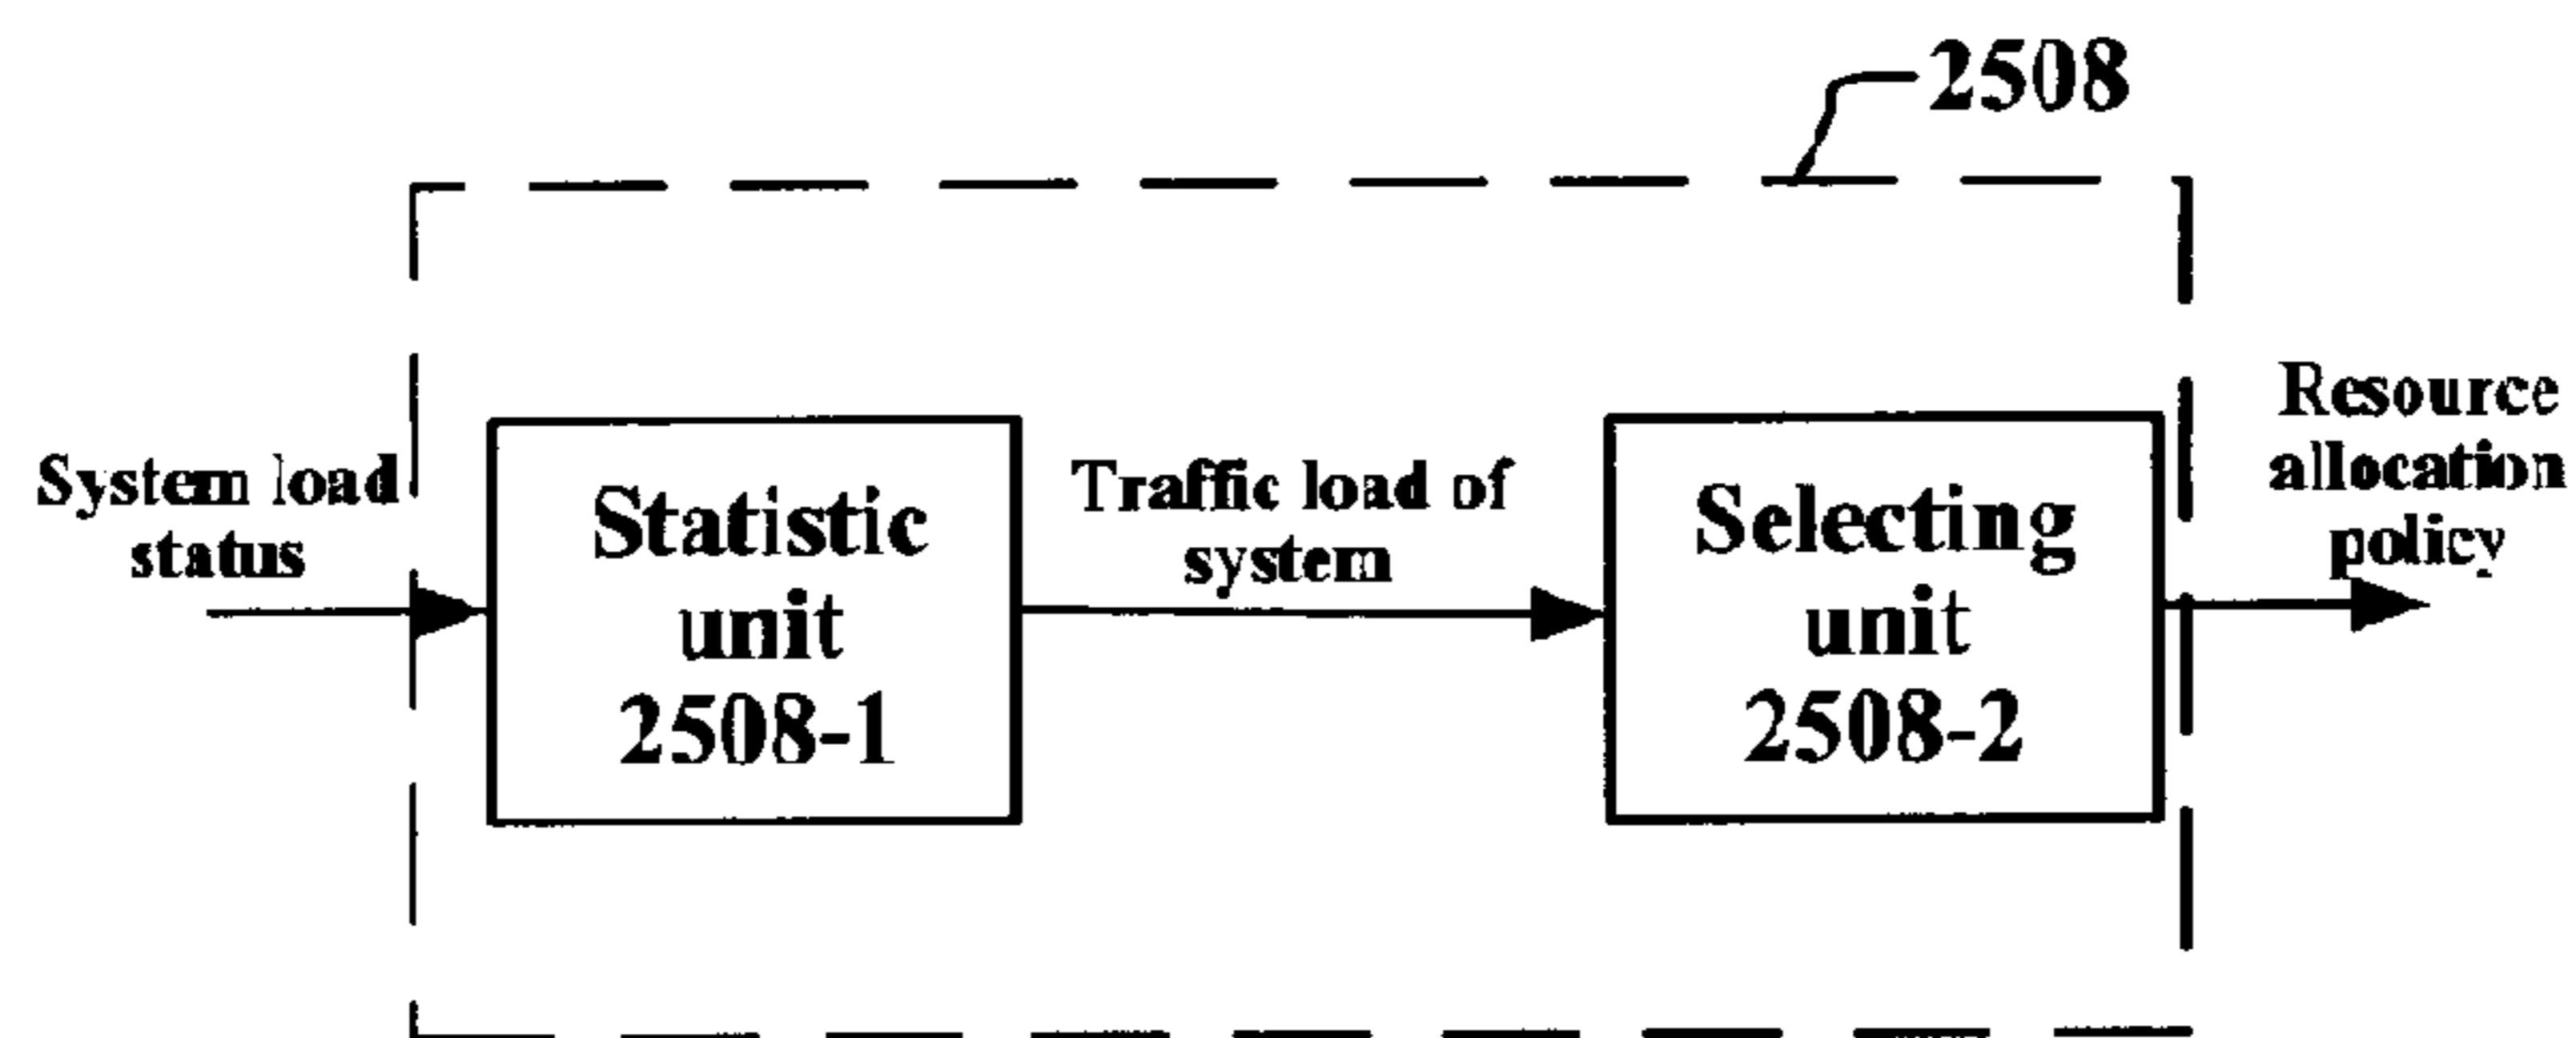 2508
System load
status
Statistic
unit
2508-1
Traffic load of
system
Selecting
unit
2508-2
Resource
allocation
policy